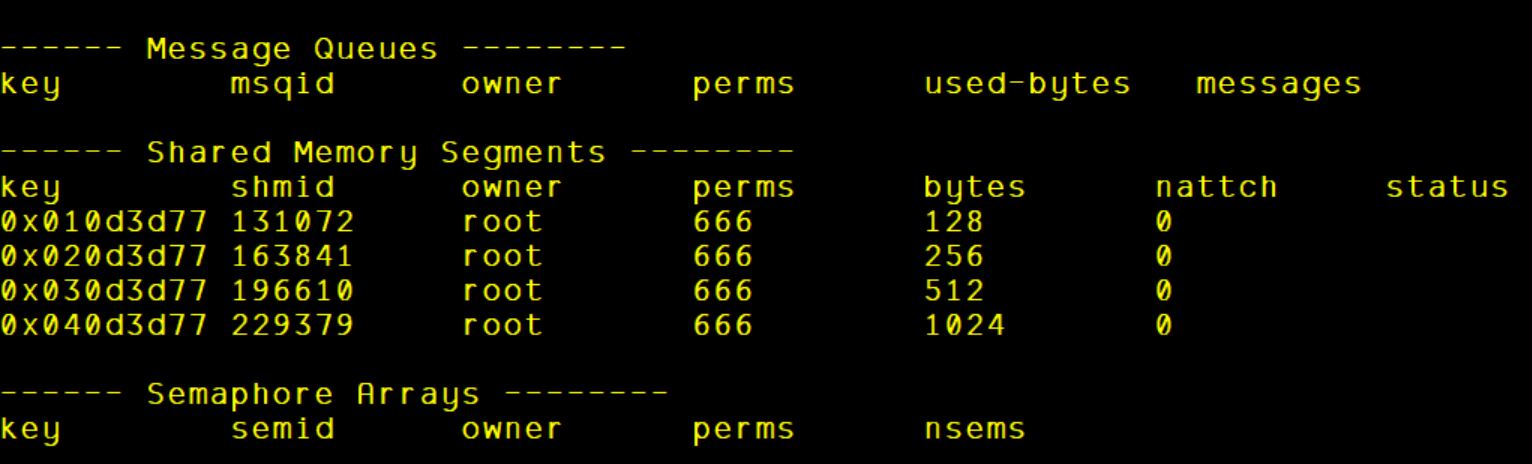 ------ Message Queues --------
key        msqid      owner      perms      used-bytes   messages
------ Shared Memory Segments --------
key        shmid      owner      perms      bytes      nattch     status
0x010d3d77 131072     root       666        128        0
0x020d3d77 163841     root       666        256        0
0x030d3d77 196610     root       666        512        0
0x040d3d77 229379     root       666        1024       0
------ Semaphore Arrays --------
key        semid      owner      perms      nsems